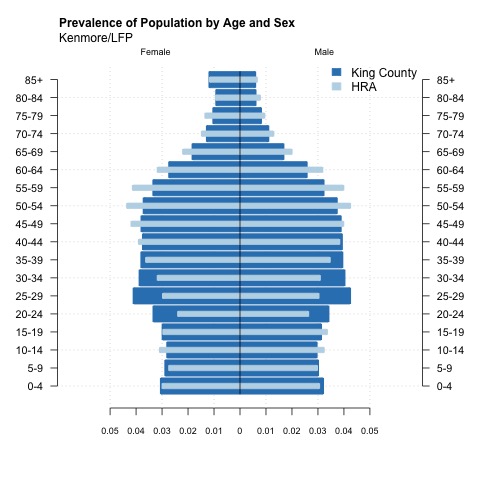 Prevalence of Population by Age and Sex
Kenmore/LFP
Female
Male
King County
HRA
85+ 85+
80-84 80-84
75-79 75-79
70-74 70-74
65-69 65-69
60-64 60-64
55-59 55-59
50-54 50-54
45-49 45-49
40-44 40-44
35-39 35-39
30-34 30-34
25-29 25-29
20-24 20-24
15-19 15-19
10-14 10-14
5-9 5-9
0-4 0-4
0.05 0.04 0.03 0.02 0.01 0 0.01 0.02 0.03 0.04 0.05